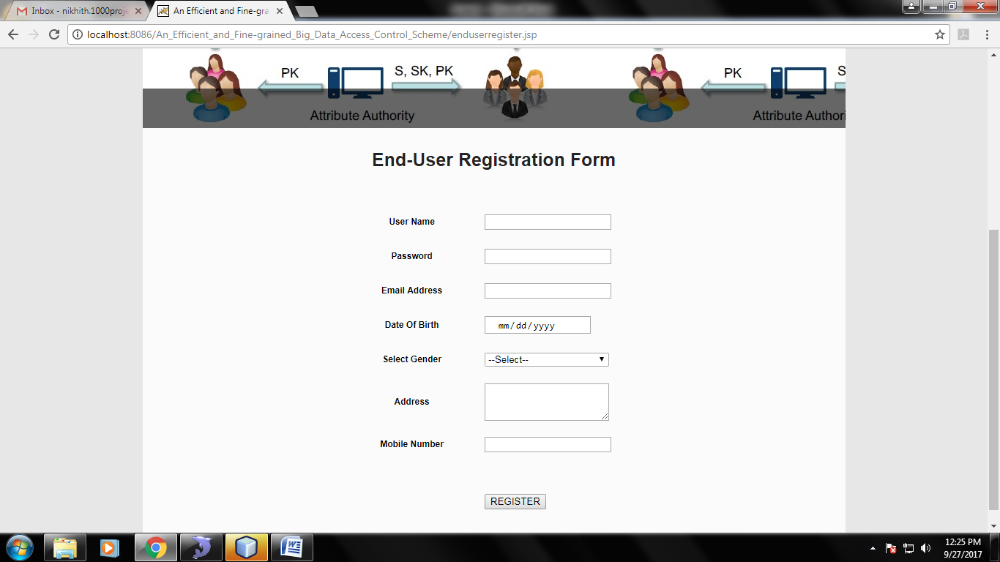 Inbox - nikhith.1000proje
An Efficient and Fine-grai
localhost:8086/An_Efficient_and_Fine-grained_Big_Data_Access_Control_Scheme/enduserregister.jsp
PK S, SK, PK PK S
Attribute Authority Attribute Authori
End-User Registration Form
User Name
Password
Email Address
Date Of Birth mm/dd/yyyy
Select Gender --Select--
Address
Mobile Number
REGISTER
12:25 PM
9/27/2017